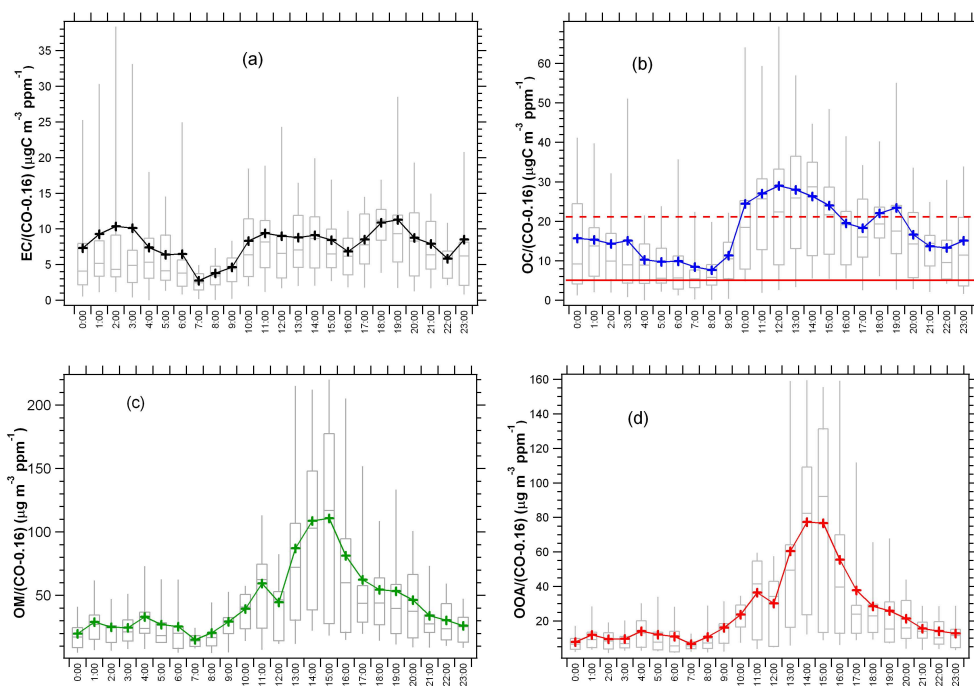 (a)
EC/(CO-0.16) (µgC m⁻³ ppm⁻¹)
35
30
25
20
15
10
5
0
0:00 1:00 2:00 3:00 4:00 5:00 6:00 7:00 8:00 9:00 10:00 11:00 12:00 13:00 14:00 15:00 16:00 17:00 18:00 19:00 20:00 21:00 22:00 23:00
(b)
OC/(CO-0.16) (µgC m⁻³ ppm⁻¹)
60
50
40
30
20
10
0
0:00 1:00 2:00 3:00 4:00 5:00 6:00 7:00 8:00 9:00 10:00 11:00 12:00 13:00 14:00 15:00 16:00 17:00 18:00 19:00 20:00 21:00 22:00 23:00
(c)
OM/(CO-0.16) (µg m⁻³ ppm⁻¹)
200
150
100
50
0:00 1:00 2:00 3:00 4:00 5:00 6:00 7:00 8:00 9:00 10:00 11:00 12:00 13:00 14:00 15:00 16:00 17:00 18:00 19:00 20:00 21:00 22:00 23:00
(d)
OOA/(CO-0.16) (µg m⁻³ ppm⁻¹)
160
140
120
100
80
60
40
20
0:00 1:00 2:00 3:00 4:00 5:00 6:00 7:00 8:00 9:00 10:00 11:00 12:00 13:00 14:00 15:00 16:00 17:00 18:00 19:00 20:00 21:00 22:00 23:00